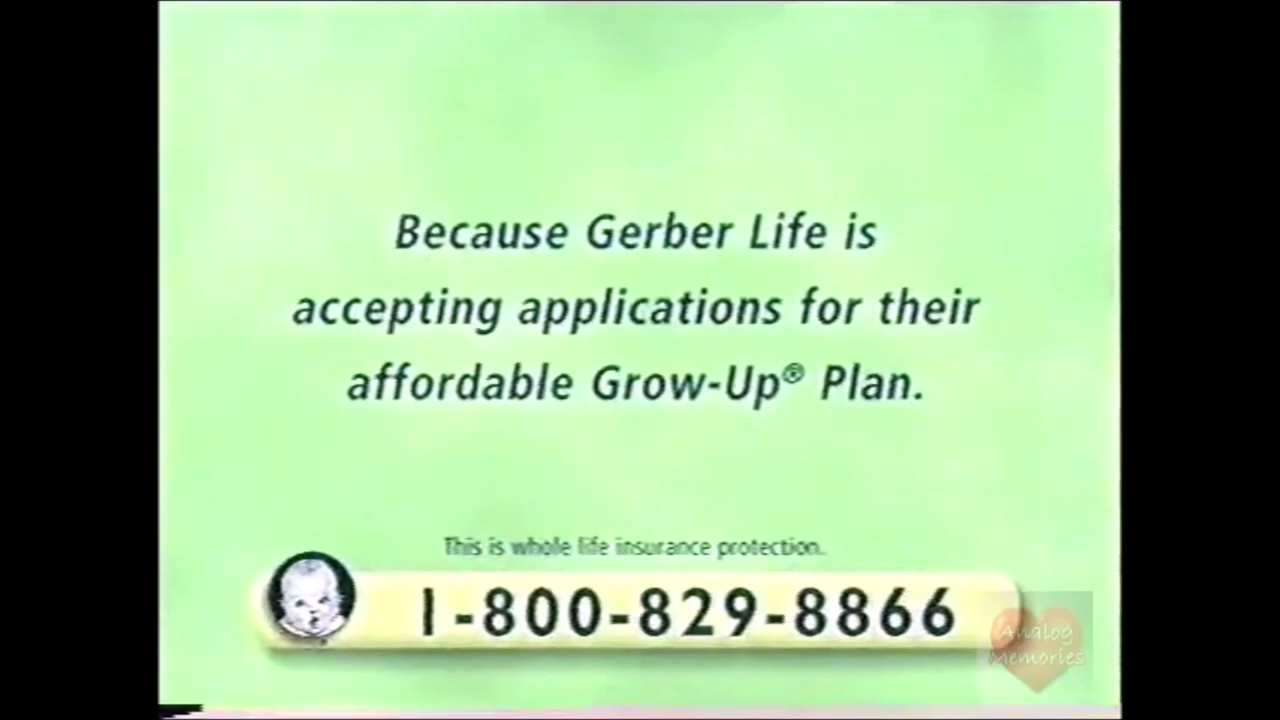 Because Gerber Life is
accepting applications for their
affordable Grow-Up® Plan.
This is whole life insurance protection.
1-800-829-8866
Analog
Memories